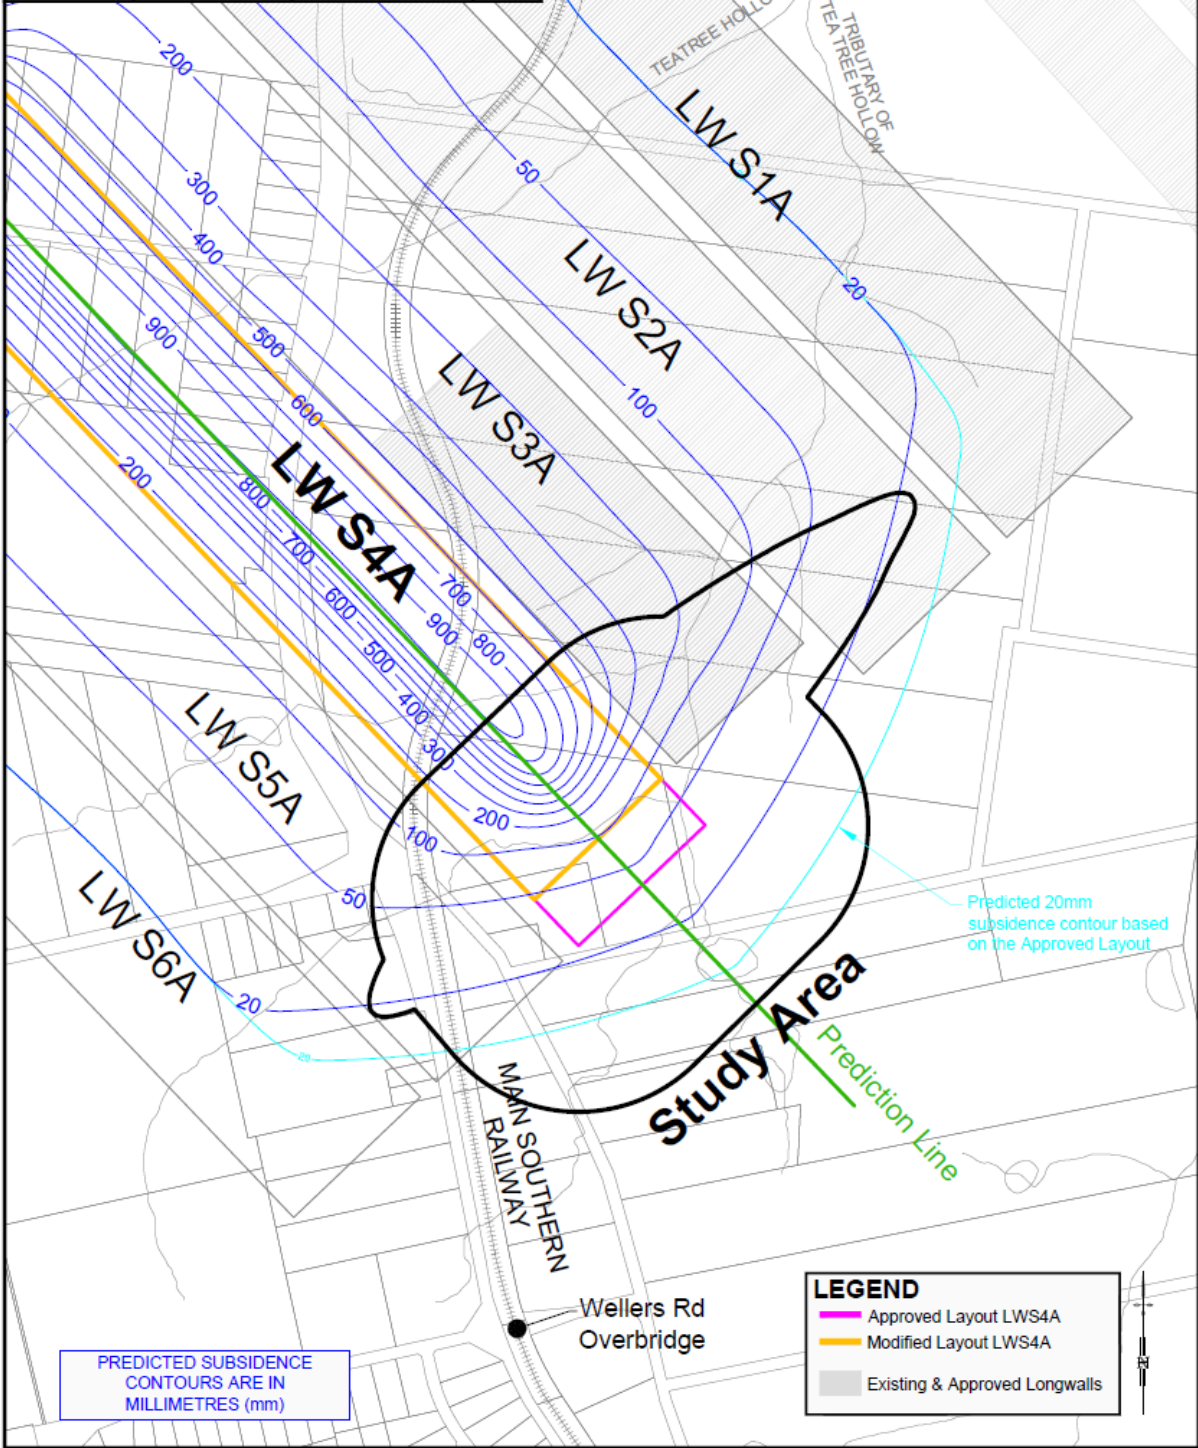 TEATREE HOLLO
TRIBUTARY OF
TEA TREE HOLLOW
200
LW S1A
50
300
400
LW S2A
20
900
500
LW S3A
100
600
LW S4A
200
800
700
700
600
900
800
500
400
LW S5A
300
200
100
50
LW S6A
20
20
Predicted 20mm
subsidence contour based
on the Approved Layout
Study Area
Prediction Line
MAIN SOUTHERN
RAILWAY
Wellers Rd
Overbridge
PREDICTED SUBSIDENCE
CONTOURS ARE IN
MILLIMETRES (mm)
LEGEND
Approved Layout LWS4A
Modified Layout LWS4A
Existing & Approved Longwalls
N